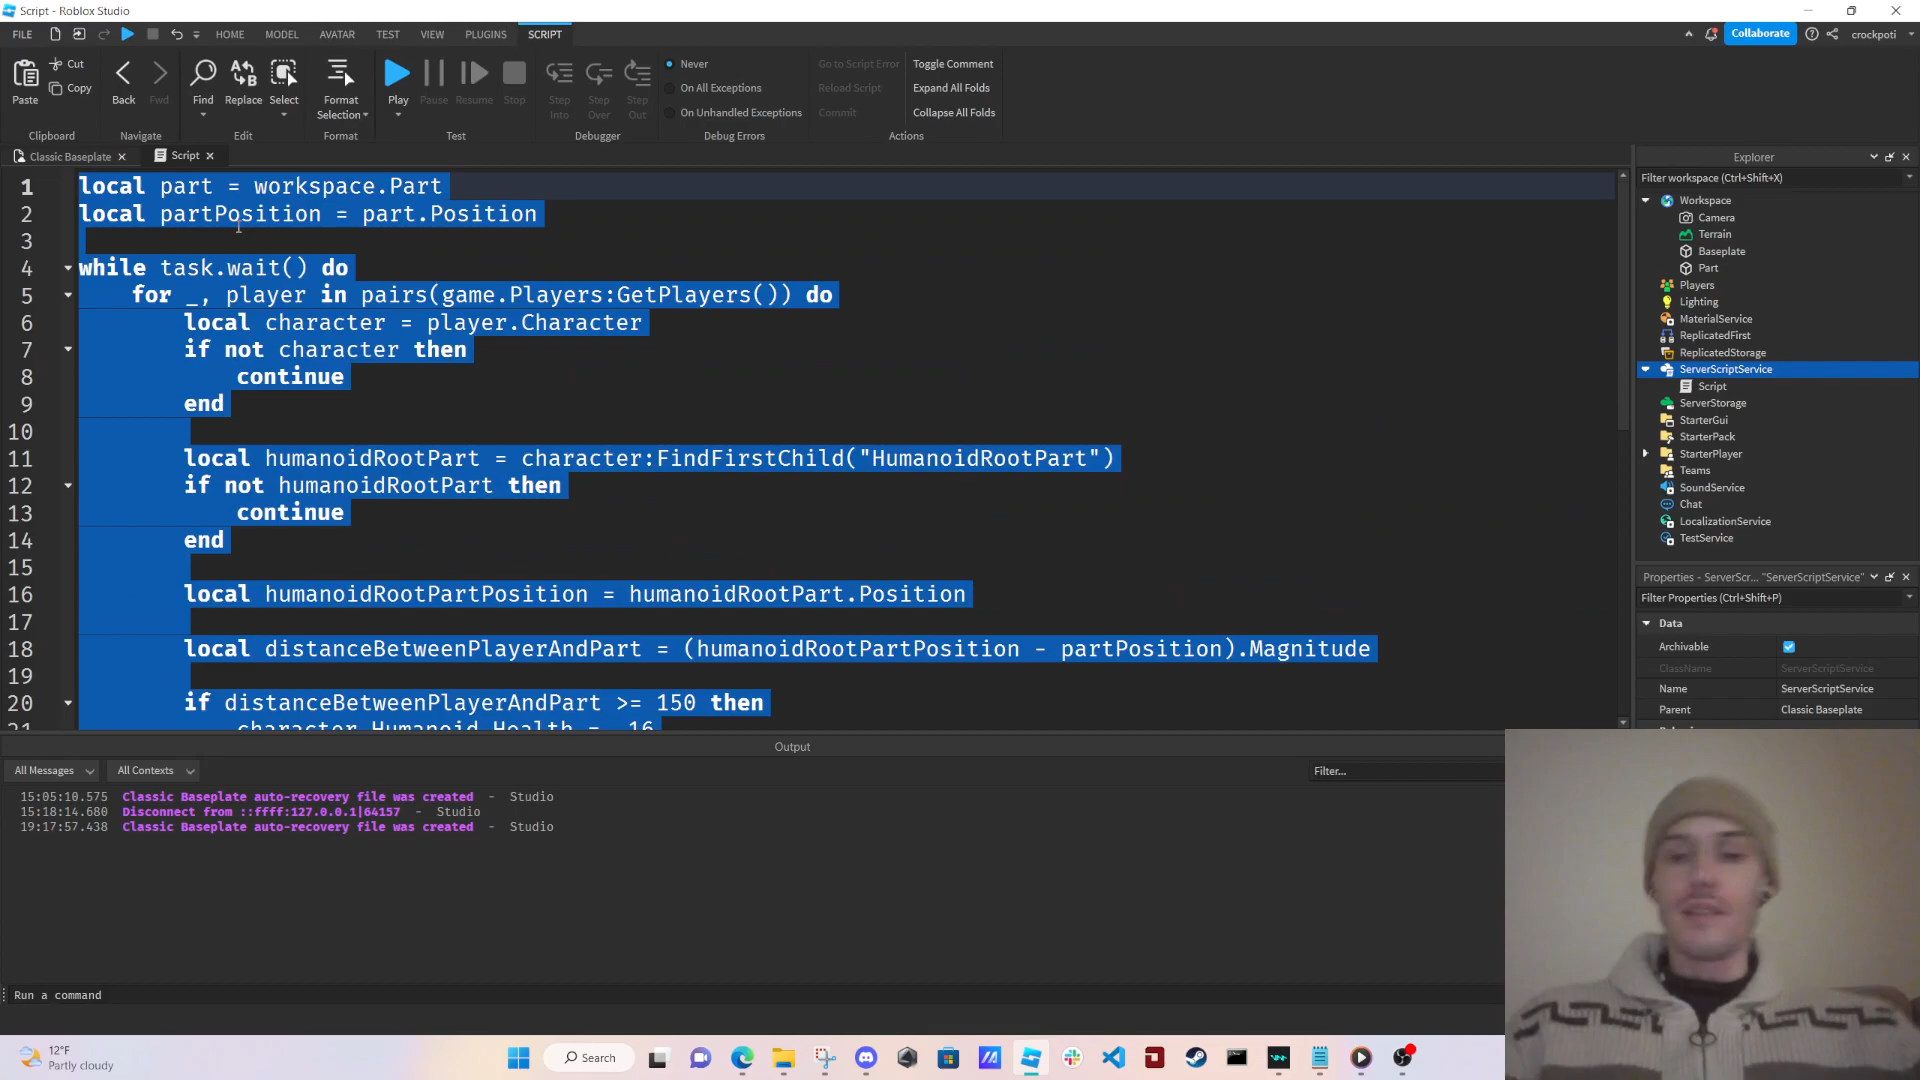 Script - Roblox Studio
FILE HOME MODEL AVATAR TEST VIEW PLUGINS SCRIPT Collaborate crockpoti
Cut
Copy
Paste
Clipboard
Back Fwd
Navigate
Find Replace Select
Edit
Format
Selection
Format
Play Pause Resume Stop
Test
Step Into
Step Over
Step Out
Debugger
Never
On All Exceptions
On Unhandled Exceptions
Debug Errors
Go to Script Error
Reload Script
Commit
Toggle Comment
Expand All Folds
Collapse All Folds
Actions
Classic Baseplate Script
1 local part = workspace.Part
2 local partPosition = part.Position
3
4 while task.wait() do
5 for _, player in pairs(game.Players:GetPlayers()) do
6 local character = player.Character
7 if not character then
8 continue
9 end
10
11 local humanoidRootPart = character:FindFirstChild("HumanoidRootPart")
12 if not humanoidRootPart then
13 continue
14 end
15
16 local humanoidRootPartPosition = humanoidRootPart.Position
17
18 local distanceBetweenPlayerAndPart = (humanoidRootPartPosition - partPosition).Magnitude
19
20 if distanceBetweenPlayerAndPart >= 150 then
21 character.Humanoid.Health -= 16
Explorer
Filter workspace (Ctrl+Shift+X)
Workspace
Camera
Terrain
Baseplate
Part
Players
Lighting
MaterialService
ReplicatedFirst
ReplicatedStorage
ServerScriptService
Script
ServerStorage
StarterGui
StarterPack
StarterPlayer
Teams
SoundService
Chat
LocalizationService
TestService
Properties - ServerScr... "ServerScriptService"
Filter Properties (Ctrl+Shift+P)
Data
Archivable
ClassName ServerScriptService
Name ServerScriptService
Parent Classic Baseplate
Output
All Messages All Contexts Filter...
15:05:10.575 Classic Baseplate auto-recovery file was created - Studio
15:18:14.680 Disconnect from ::ffff:127.0.0.1|64157 - Studio
19:17:57.438 Classic Baseplate auto-recovery file was created - Studio
Run a command
12°F
Partly cloudy
Search